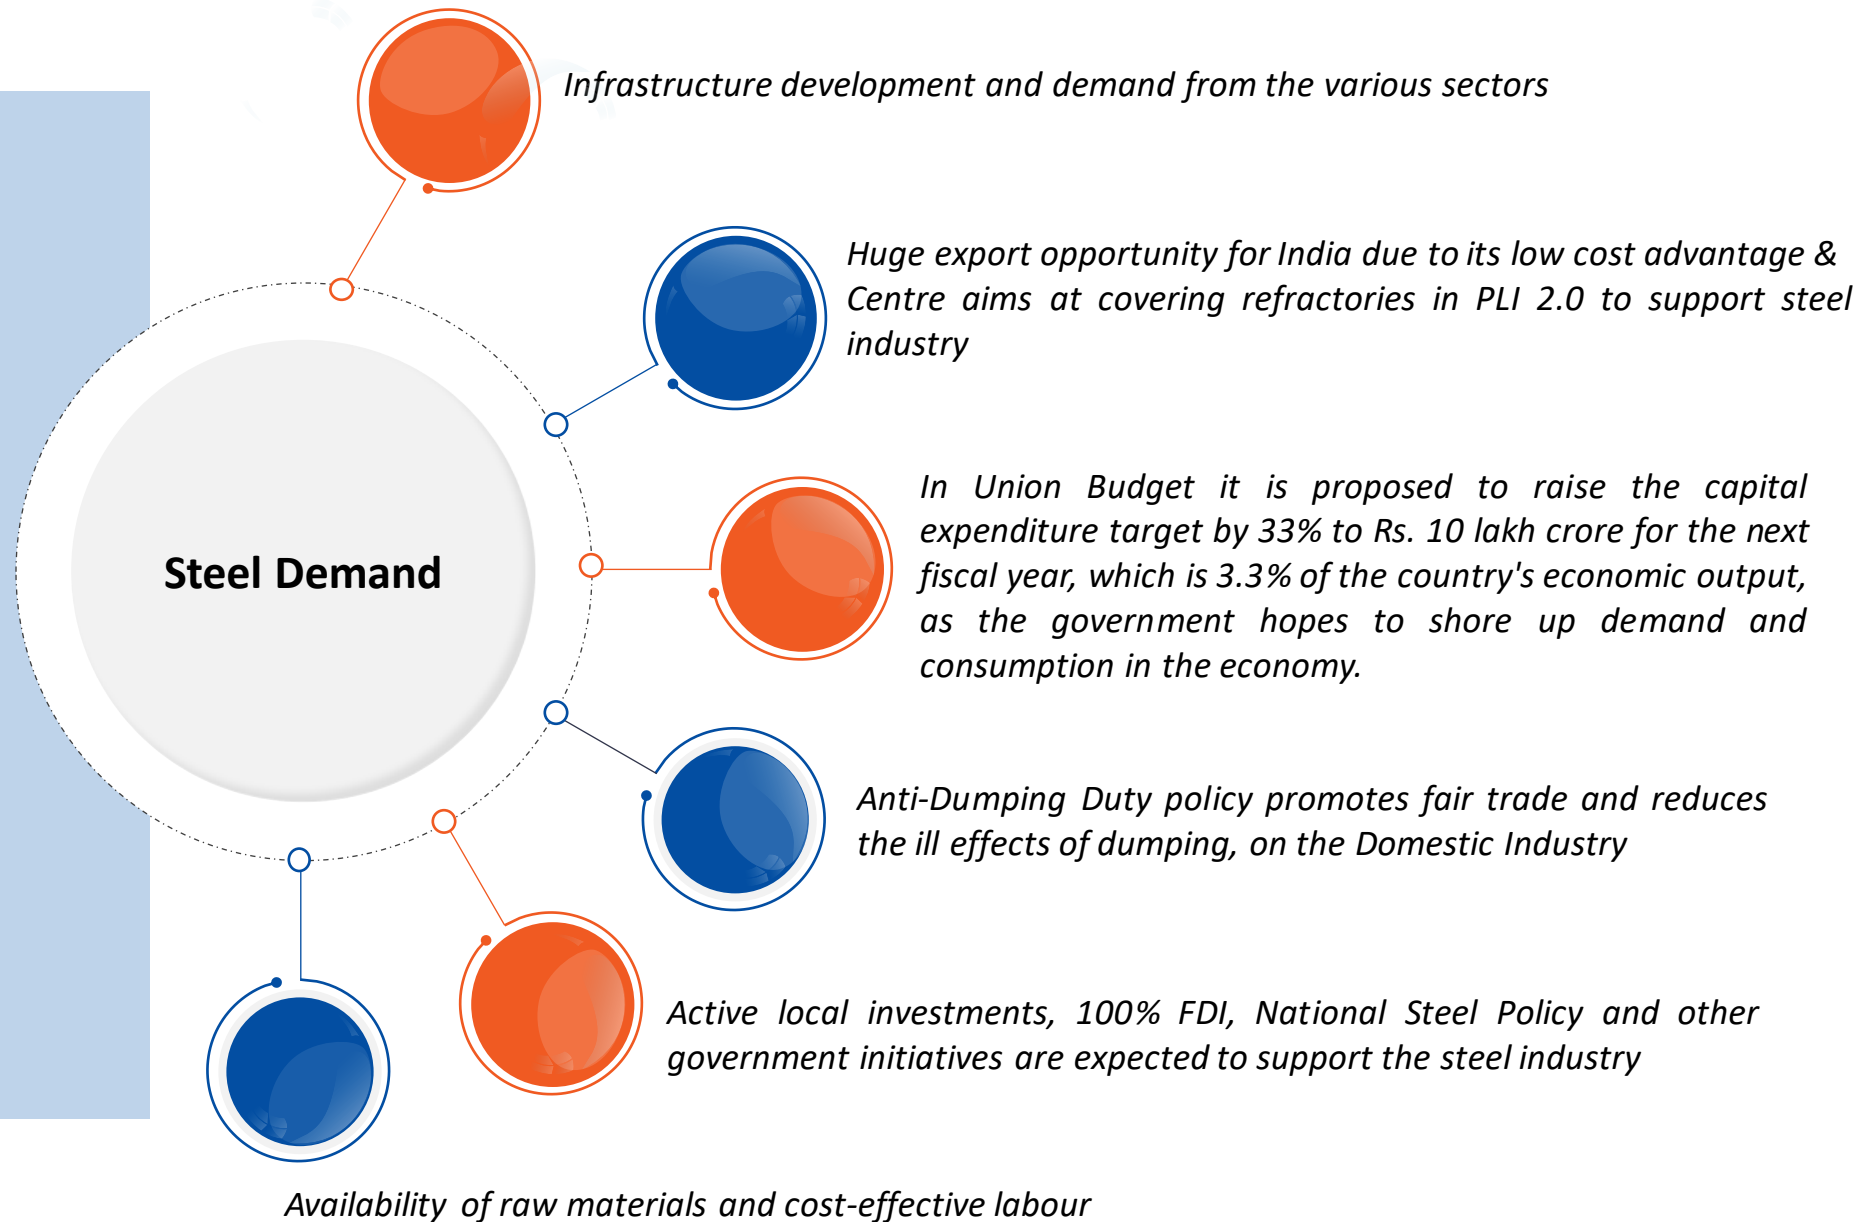 Infrastructure development and demand from the various sectors
Huge export opportunity for India due to its low cost advantage &
Centre aims at covering refractories in PLI 2.0 to support steel
industry
In Union Budget it is proposed to raise the capital
expenditure target by 33% to Rs. 10 lakh crore for the next
fiscal year, which is 3.3% of the country's economic output,
as the government hopes to shore up demand and
consumption in the economy.
Steel Demand
Anti-Dumping Duty policy promotes fair trade and reduces
the ill effects of dumping, on the Domestic Industry
Active local investments, 100% FDI, National Steel Policy and other
government initiatives are expected to support the steel industry
Availability of raw materials and cost-effective labour